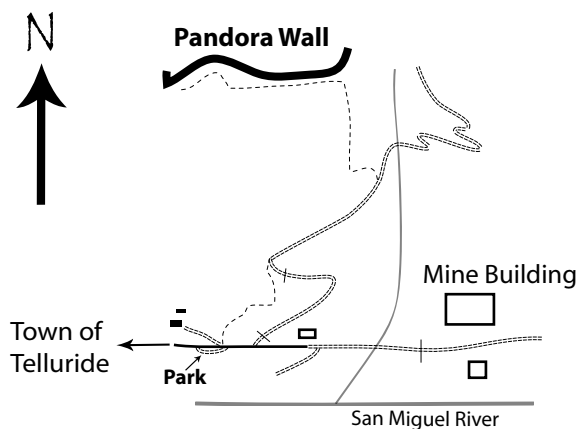 N
Pandora Wall
Mine Building
Town of
Telluride
Park
San Miguel River